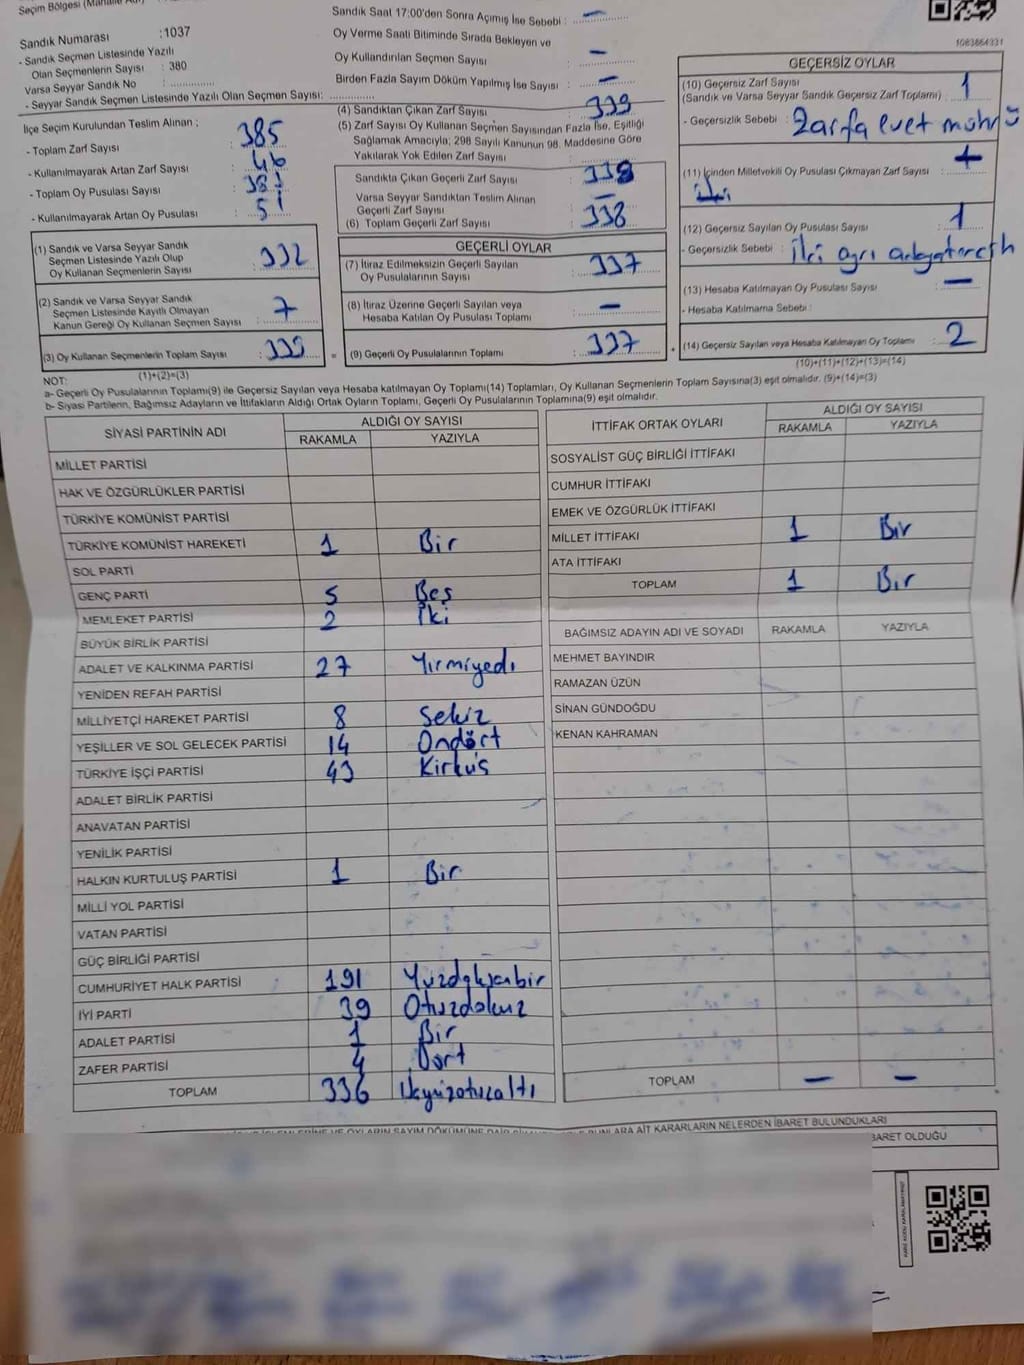 Seçim Bölgesi
Sandık Numarası : 1037
- Sandık Seçmen Listesinde Yazılı
Olan Seçmenlerin Sayısı : 380
Varsa Seyyar Sandık No : ..............
- Seyyar Sandık Seçmen Listesinde Yazılı Olan Seçmen Sayısı: ..................
İlçe Seçim Kurulundan Teslim Alınan ;
- Toplam Zarf Sayısı : 385
- Kullanılmayarak Artan Zarf Sayısı : 46
- Toplam Oy Pusulası Sayısı : 387
- Kullanılmayarak Artan Oy Pusulası : 51
(1) Sandık ve Varsa Seyyar Sandık
Seçmen Listesinde Yazılı Olup
Oy Kullanan Seçmenlerin Sayısı : 332
(2) Sandık ve Varsa Seyyar Sandık
Seçmen Listesinde Kayıtlı Olmayan
Kanun Gereği Oy Kullanan Seçmen Sayısı : 7
(3) Oy Kullanan Seçmenlerin Toplam Sayısı : 339
(1)+(2)=(3)
Sandık Saat 17:00'den Sonra Açımış İse Sebebi : –
Oy Verme Saati Bitiminde Sırada Bekleyen ve
Oy Kullandırılan Seçmen Sayısı : –
Birden Fazla Sayım Döküm Yapılmış İse Sayısı : –
(4) Sandıktan Çıkan Zarf Sayısı : 339
(5) Zarf Sayısı Oy Kullanan Seçmen Sayısından Fazla İse, Eşitliği
Sağlamak Amacıyla; 298 Sayılı Kanunun 98. Maddesine Göre
Yakılarak Yok Edilen Zarf Sayısı : –
Sandıkta Çıkan Geçerli Zarf Sayısı : 338
Varsa Seyyar Sandıktan Teslim Alınan
Geçerli Zarf Sayısı : –
(6) Toplam Geçerli Zarf Sayısı : 338
GEÇERLİ OYLAR
(7) İtiraz Edilmeksizin Geçerli Sayılan
Oy Pusulalarının Sayısı : 337
(8) İtiraz Üzerine Geçerli Sayılan veya
Hesaba Katılan Oy Pusulası Toplamı : –
= (9) Geçerli Oy Pusulalarının Toplamı : 337
1083864331
GEÇERSİZ OYLAR
(10) Geçersiz Zarf Sayısı
(Sandık ve Varsa Seyyar Sandık Geçersiz Zarf Toplamı) : 1
- Geçersizlik Sebebi : Zarfa evet mührü
(11) İçinden Milletvekili Oy Pusulası Çıkmayan Zarf Sayısı
(12) Geçersiz Sayılan Oy Pusulası Sayısı : 1
- Geçersizlik Sebebi : İki ayrı
(13) Hesaba Katılmayan Oy Pusulası Sayısı : –
- Hesaba Katılmama Sebebi :
+ (14) Geçersiz Sayılan veya Hesaba Katılmayan Oy Toplamı : 2
(10)+(11)+(12)+(13)=(14)
NOT:
a- Geçerli Oy Pusulalarının Toplamı(9) ile Geçersiz Sayılan veya Hesaba katılmayan Oy Toplamı(14) Toplamları, Oy Kullanan Seçmenlerin Toplam Sayısına(3) eşit olmalıdır. (9)+(14)=(3)
b- Siyasi Partilerin, Bağımsız Adayların ve İttifakların Aldığı Ortak Oyların Toplamı, Geçerli Oy Pusulalarının Toplamına(9) eşit olmalıdır.
SİYASİ PARTİNİN ADI ALDIĞI OY SAYISI
RAKAMLA YAZIYLA
MİLLET PARTİSİ
HAK VE ÖZGÜRLÜKLER PARTİSİ
TÜRKİYE KOMÜNİST PARTİSİ
TÜRKİYE KOMÜNİST HAREKETİ 1 Bir
SOL PARTİ
GENÇ PARTİ 5 Beş
MEMLEKET PARTİSİ 2 İki
BÜYÜK BİRLİK PARTİSİ
ADALET VE KALKINMA PARTİSİ 27 Yirmiyedi
YENİDEN REFAH PARTİSİ
MİLLİYETÇİ HAREKET PARTİSİ 8 Sekiz
YEŞİLLER VE SOL GELECEK PARTİSİ 14 Ondört
TÜRKİYE İŞÇİ PARTİSİ 43 Kırküs
ADALET BİRLİK PARTİSİ
ANAVATAN PARTİSİ
YENİLİK PARTİSİ
HALKIN KURTULUŞ PARTİSİ 1 Bir
MİLLİ YOL PARTİSİ
VATAN PARTİSİ
GÜÇ BİRLİĞİ PARTİSİ
CUMHURİYET HALK PARTİSİ 191 Yüzdoksanbir
İYİ PARTİ 39 Otuzdokuz
ADALET PARTİSİ 1 Bir
ZAFER PARTİSİ 4 Dört
TOPLAM 336 Üçyüzotuzaltı
İTTİFAK ORTAK OYLARI ALDIĞI OY SAYISI
RAKAMLA YAZIYLA
SOSYALİST GÜÇ BİRLİĞİ İTTİFAKI
CUMHUR İTTİFAKI
EMEK VE ÖZGÜRLÜK İTTİFAKI
MİLLET İTTİFAKI 1 Bir
ATA İTTİFAKI
TOPLAM 1 Bir
BAĞIMSIZ ADAYIN ADI VE SOYADI RAKAMLA YAZIYLA
MEHMET BAYINDIR
RAMAZAN ÜZÜN
SİNAN GÜNDOĞDU
KENAN KAHRAMAN
TOPLAM – –
İŞLEMLERİNE VE OYLARIN SAYIM DÖKÜMÜNE DAİR BUNLARA AİT KARARLARIN NELERDEN İBARET BULUNDUKLARI
BARET OLDUĞU